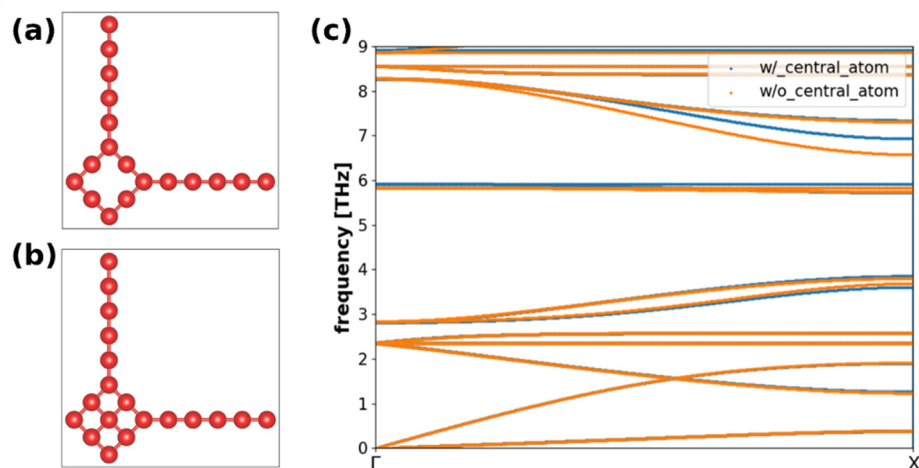 (a)
(b)
(c)
frequency [THz]
9
8
7
6
5
4
3
2
1
0
w/_central_atom
w/o_central_atom
Γ
X